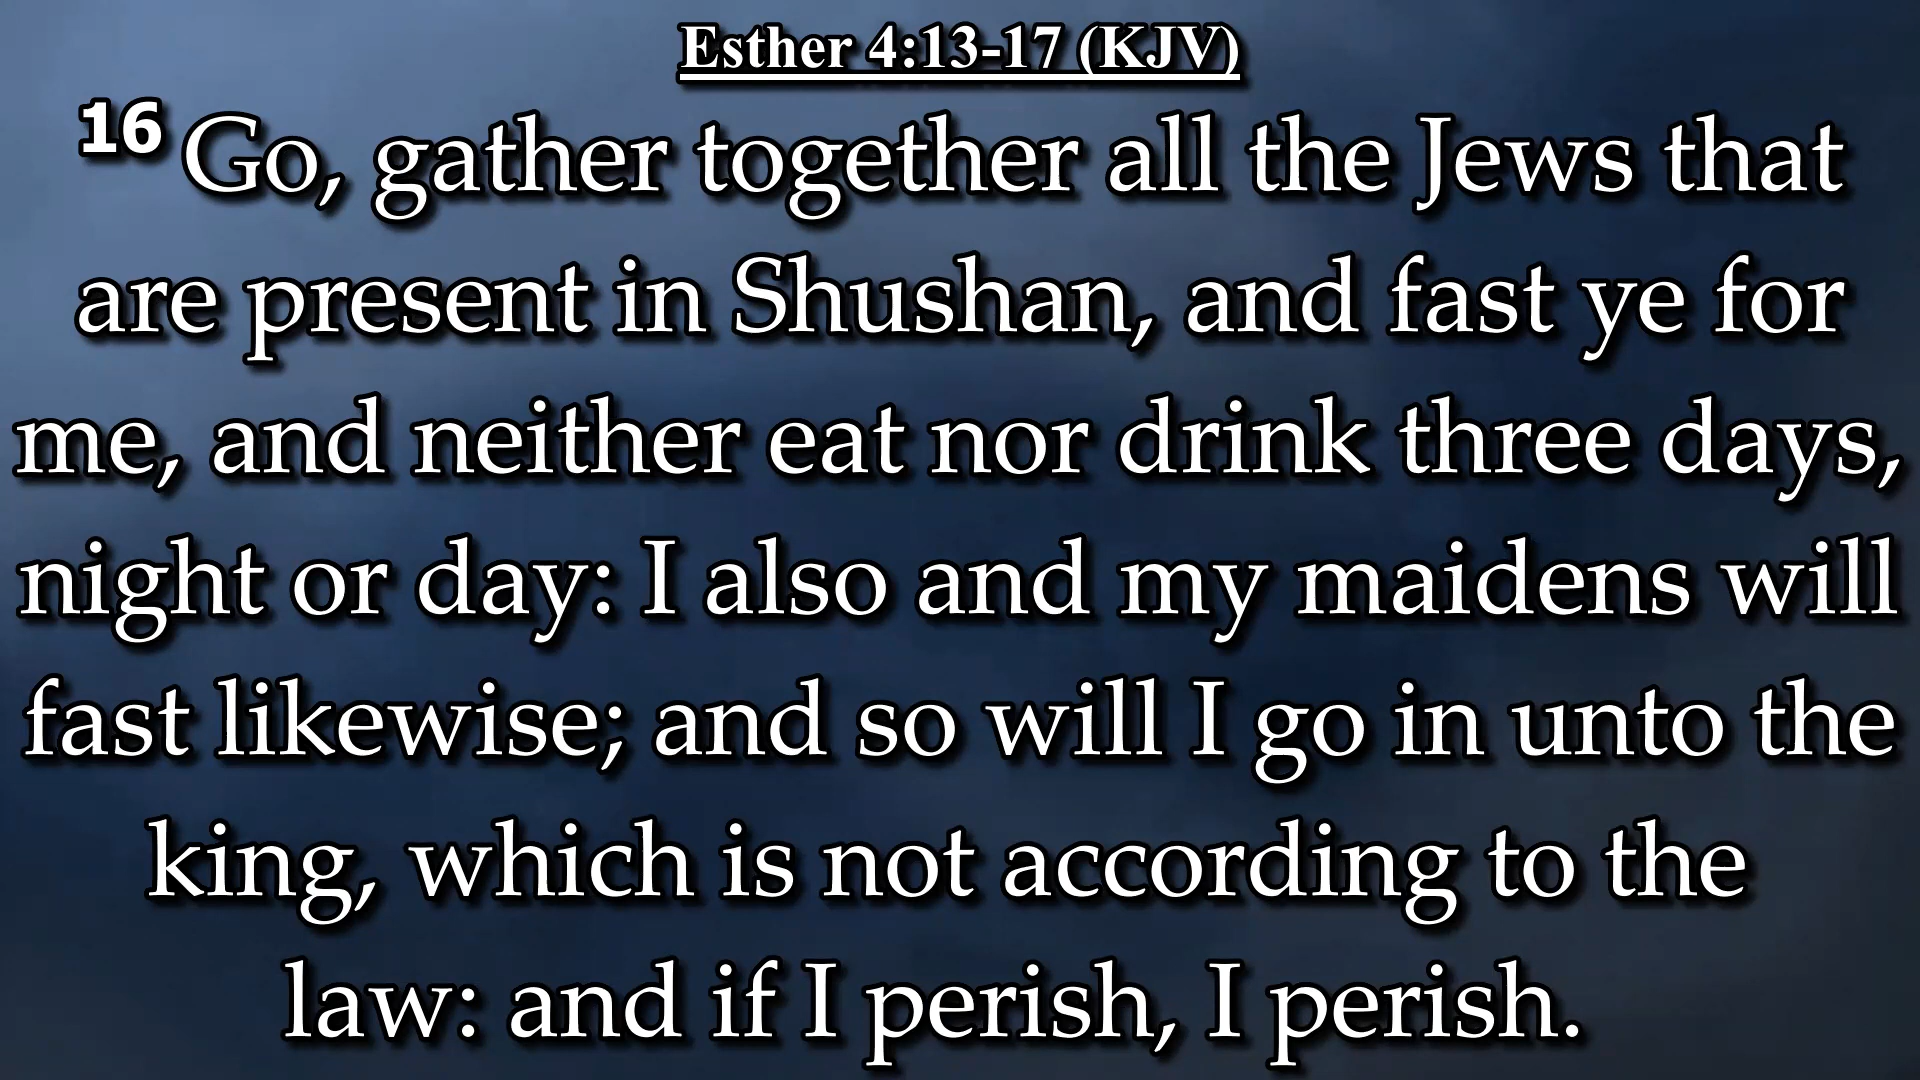 Esther 4:13-17 (KJV)
16 Go, gather together all the Jews that
are present in Shushan, and fast ye for
me, and neither eat nor drink three days,
night or day: I also and my maidens will
fast likewise; and so will I go in unto the
king, which is not according to the
law: and if I perish, I perish.